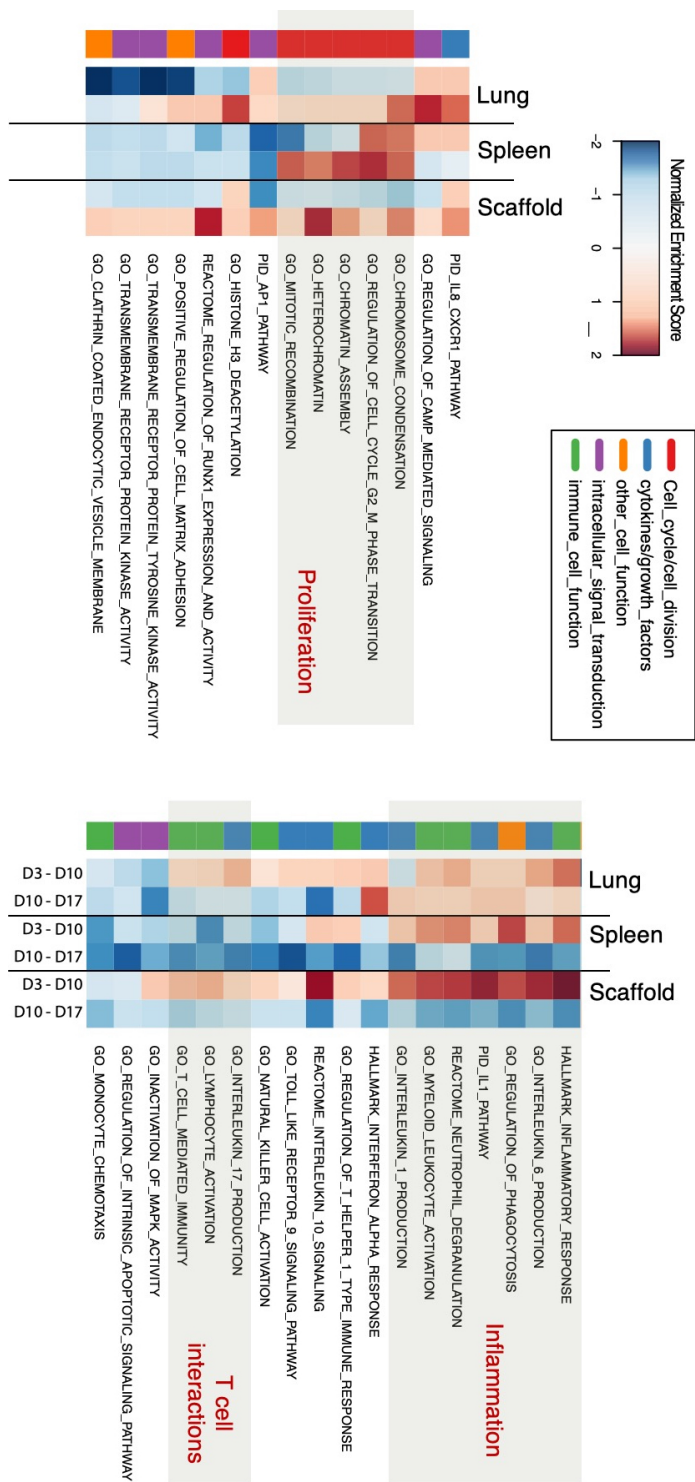 Lung
Spleen
Scaffold
-2
-1
0
1
2
Normalized Enrichment Score
Cell_cycle/cell_division
cytokines/growth_factors
other_cell_function
intracellular_signal_transduction
immune_cell_function
PID_IL8_CXCR1_PATHWAY
GO_REGULATION_OF_CAMP_MEDIATED_SIGNALING
GO_CHROMOSOME_CONDENSATION
GO_REGULATION_OF_CELL_CYCLE_G2_M_PHASE_TRANSITION
GO_CHROMATIN_ASSEMBLY
GO_HETEROCHROMATIN
GO_MITOTIC_RECOMBINATION
PID_AP1_PATHWAY
GO_HISTONE_H3_DEACETYLATION
REACTOME_REGULATION_OF_RUNX1_EXPRESSION_AND_ACTIVITY
GO_POSITIVE_REGULATION_OF_CELL_MATRIX_ADHESION
GO_TRANSMEMBRANE_RECEPTOR_PROTEIN_TYROSINE_KINASE_ACTIVITY
GO_TRANSMEMBRANE_RECEPTOR_PROTEIN_KINASE_ACTIVITY
GO_CLATHRIN_COATED_ENDOCYTIC_VESICLE_MEMBRANE
Proliferation
Lung
Spleen
Scaffold
D3 - D10
D10 - D17
D3 - D10
D10 - D17
D3 - D10
D10 - D17
HALLMARK_INFLAMMATORY_RESPONSE
GO_INTERLEUKIN_6_PRODUCTION
GO_REGULATION_OF_PHAGOCYTOSIS
PID_IL1_PATHWAY
REACTOME_NEUTROPHIL_DEGRANULATION
GO_MYELOID_LEUKOCYTE_ACTIVATION
GO_INTERLEUKIN_1_PRODUCTION
HALLMARK_INTERFERON_ALPHA_RESPONSE
GO_REGULATION_OF_T_HELPER_1_TYPE_IMMUNE_RESPONSE
REACTOME_INTERLEUKIN_10_SIGNALING
GO_TOLL_LIKE_RECEPTOR_9_SIGNALING_PATHWAY
GO_NATURAL_KILLER_CELL_ACTIVATION
GO_INTERLEUKIN_17_PRODUCTION
GO_LYMPHOCYTE_ACTIVATION
GO_T_CELL_MEDIATED_IMMUNITY
GO_INACTIVATION_OF_MAPK_ACTIVITY
GO_REGULATION_OF_INTRINSIC_APOPTOTIC_SIGNALING_PATHWAY
GO_MONOCYTE_CHEMOTAXIS
Inflammation
T cell
interactions